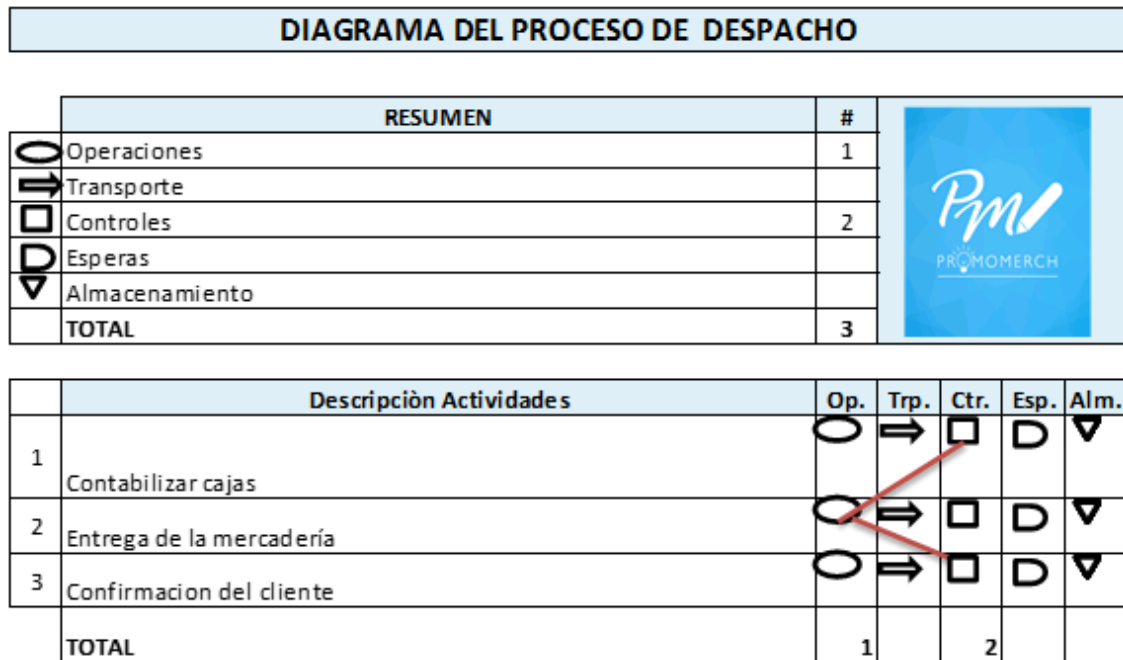 DIAGRAMA DEL PROCESO DE DESPACHO
RESUMEN #
Operaciones 1
Transporte
Controles 2
Esperas
Almacenamiento
TOTAL 3
Pm
PROMOMERCH
Descripciòn Actividades Op. Trp. Ctr. Esp. Alm.
1 Contabilizar cajas
2 Entrega de la mercadería
3 Confirmacion del cliente
TOTAL 1 2